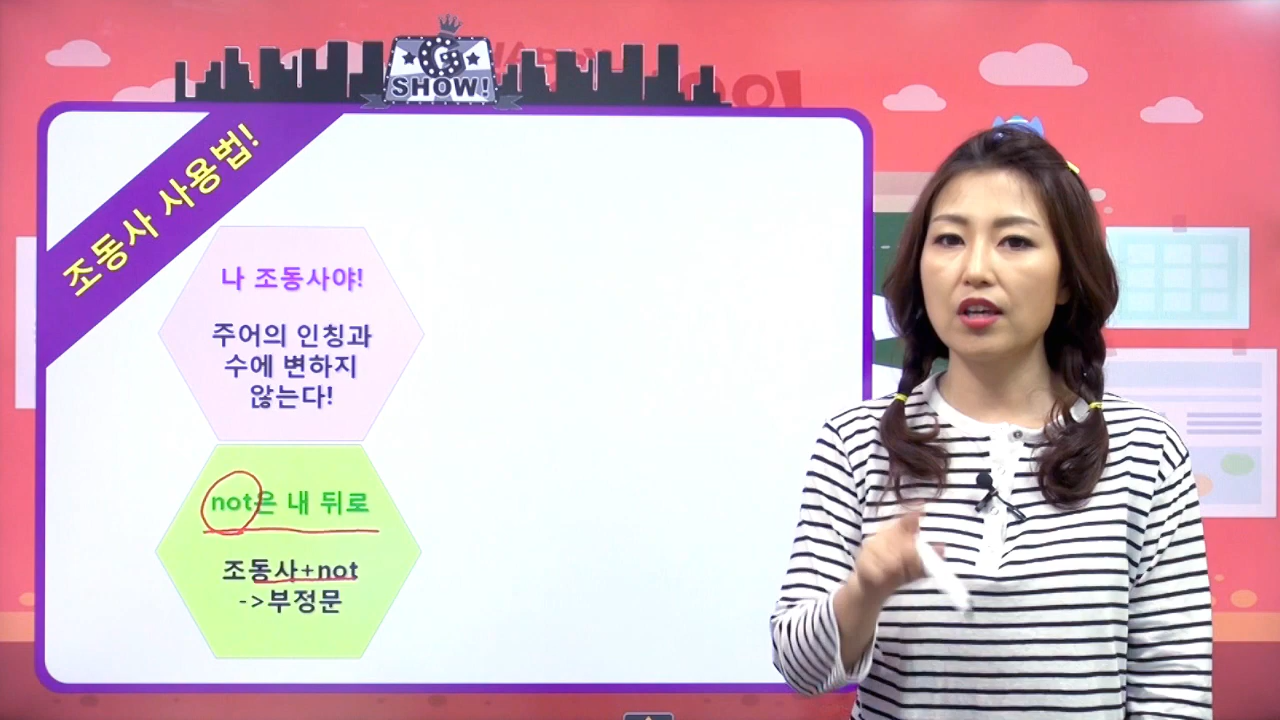 G
SHOW!
조동사 사용법!
나 조동사야!
주어의 인칭과
수에 변하지
않는다!
not은 내 뒤로
조동사+not
->부정문